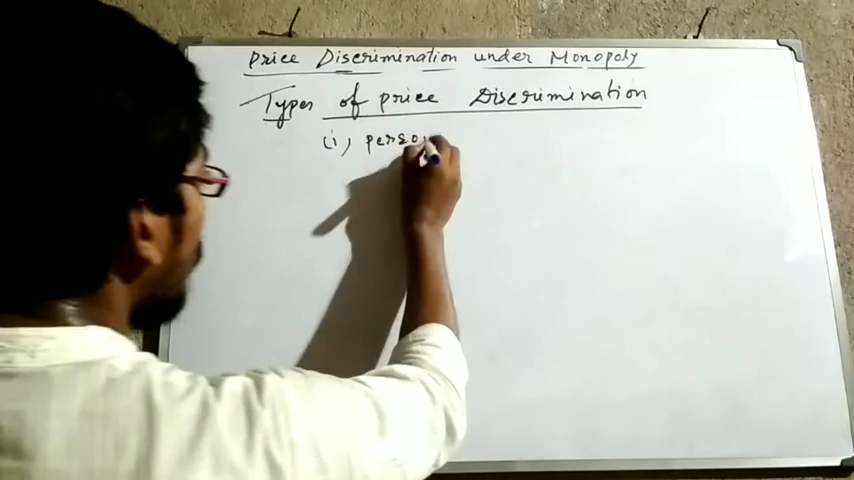 Price Discrimination under Monopoly
Types of price Discrimination
(i) perso